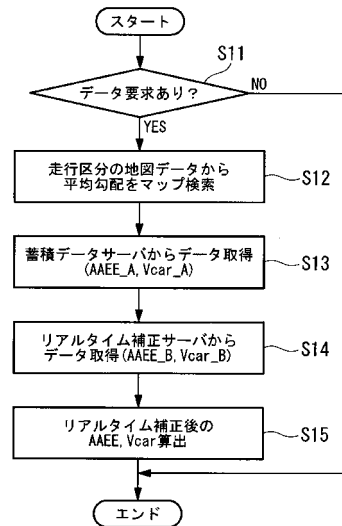 スタート
S11
データ要求あり?
NO
YES
走行区分の地図データから
平均勾配をマップ検索
S12
蓄積データサーバからデータ取得
(AAEE_A,Vcar_A)
S13
リアルタイム補正サーバから
データ取得(AAEE_B,Vcar_B)
S14
リアルタイム補正後の
AAEE,Vcar算出
S15
エンド